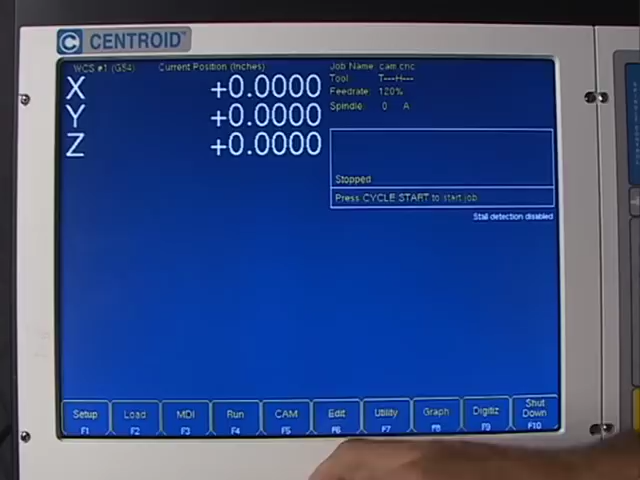 C CENTROID™
WCS #1 (G54) Current Position (Inches)
X +0.0000
Y +0.0000
Z +0.0000
Job Name: cam.cnc
Tool: T---H---
Feedrate: 120%
Spindle: 0 A
Stopped
Press CYCLE START to start job
Stall detection disabled
Setup F1
Load F2
MDI F3
Run F4
CAM F5
Edit F6
Utility F7
Graph F8
Digitiz F9
Shut Down F10